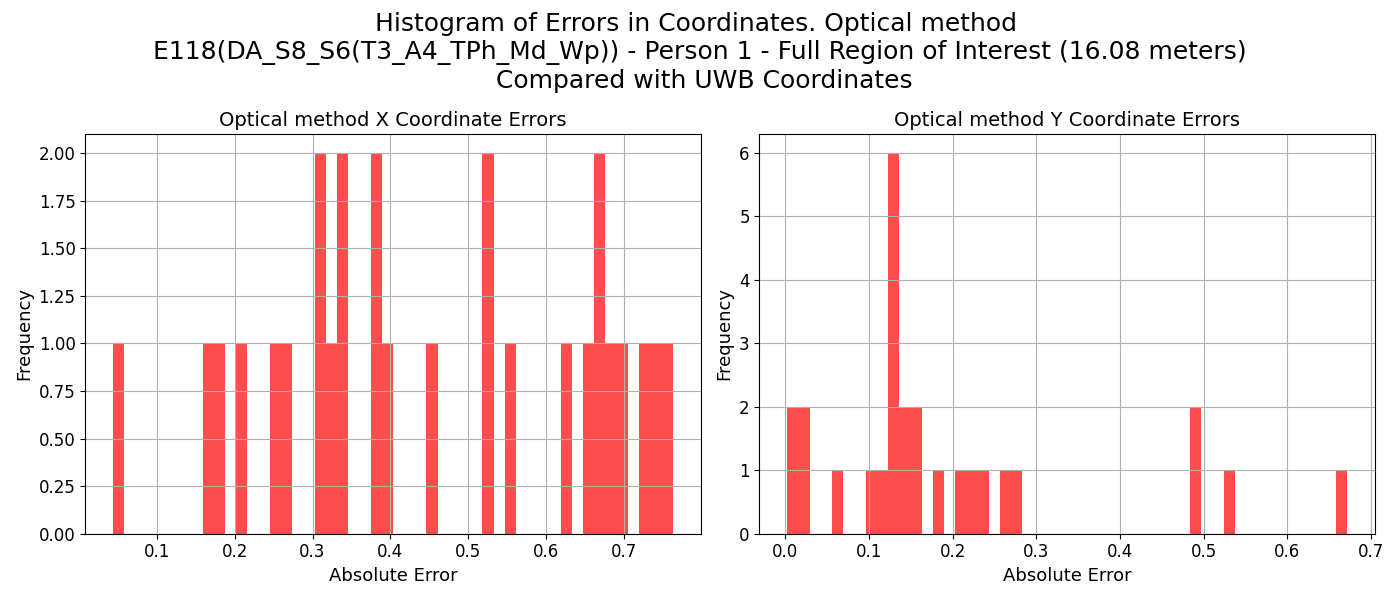 Histogram of Errors in Coordinates. Optical method
E118(DA_S8_S6(T3_A4_TPh_Md_Wp)) - Person 1 - Full Region of Interest (16.08 meters)
Compared with UWB Coordinates
Optical method X Coordinate Errors
2.00
1.75
1.50
1.25
1.00
0.75
0.50
0.25
0.00
Frequency
0.1 0.2 0.3 0.4 0.5 0.6 0.7
Absolute Error
Optical method Y Coordinate Errors
6
5
4
3
2
1
0
Frequency
0.0 0.1 0.2 0.3 0.4 0.5 0.6 0.7
Absolute Error